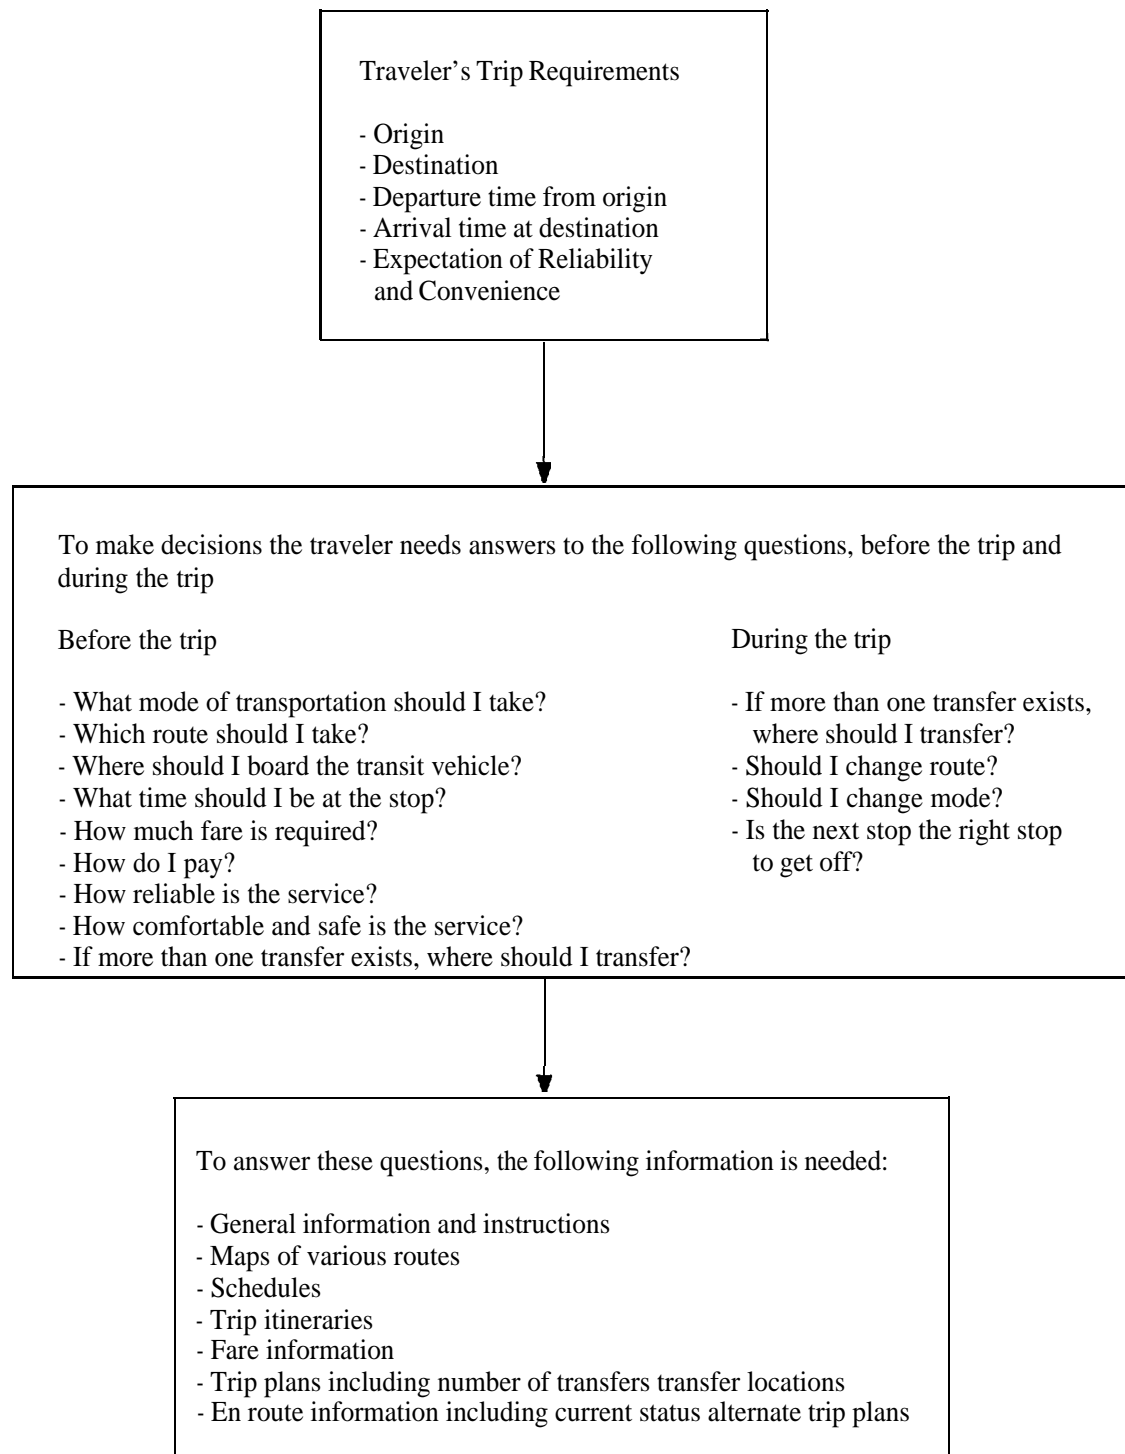 Traveler's Trip Requirements
- Origin
- Destination
- Departure time from origin
- Arrival time at destination
- Expectation of Reliability
and Convenience
To make decisions the traveler needs answers to the following questions, before the trip and
during the trip
Before the trip
- What mode of transportation should I take?
- Which route should I take?
- Where should I board the transit vehicle?
- What time should I be at the stop?
- How much fare is required?
- How do I pay?
- How reliable is the service?
- How comfortable and safe is the service?
- If more than one transfer exists, where should I transfer?
During the trip
- If more than one transfer exists,
where should I transfer?
- Should I change route?
- Should I change mode?
- Is the next stop the right stop
to get off?
To answer these questions, the following information is needed:
- General information and instructions
- Maps of various routes
- Schedules
- Trip itineraries
- Fare information
- Trip plans including number of transfers transfer locations
- En route information including current status alternate trip plans